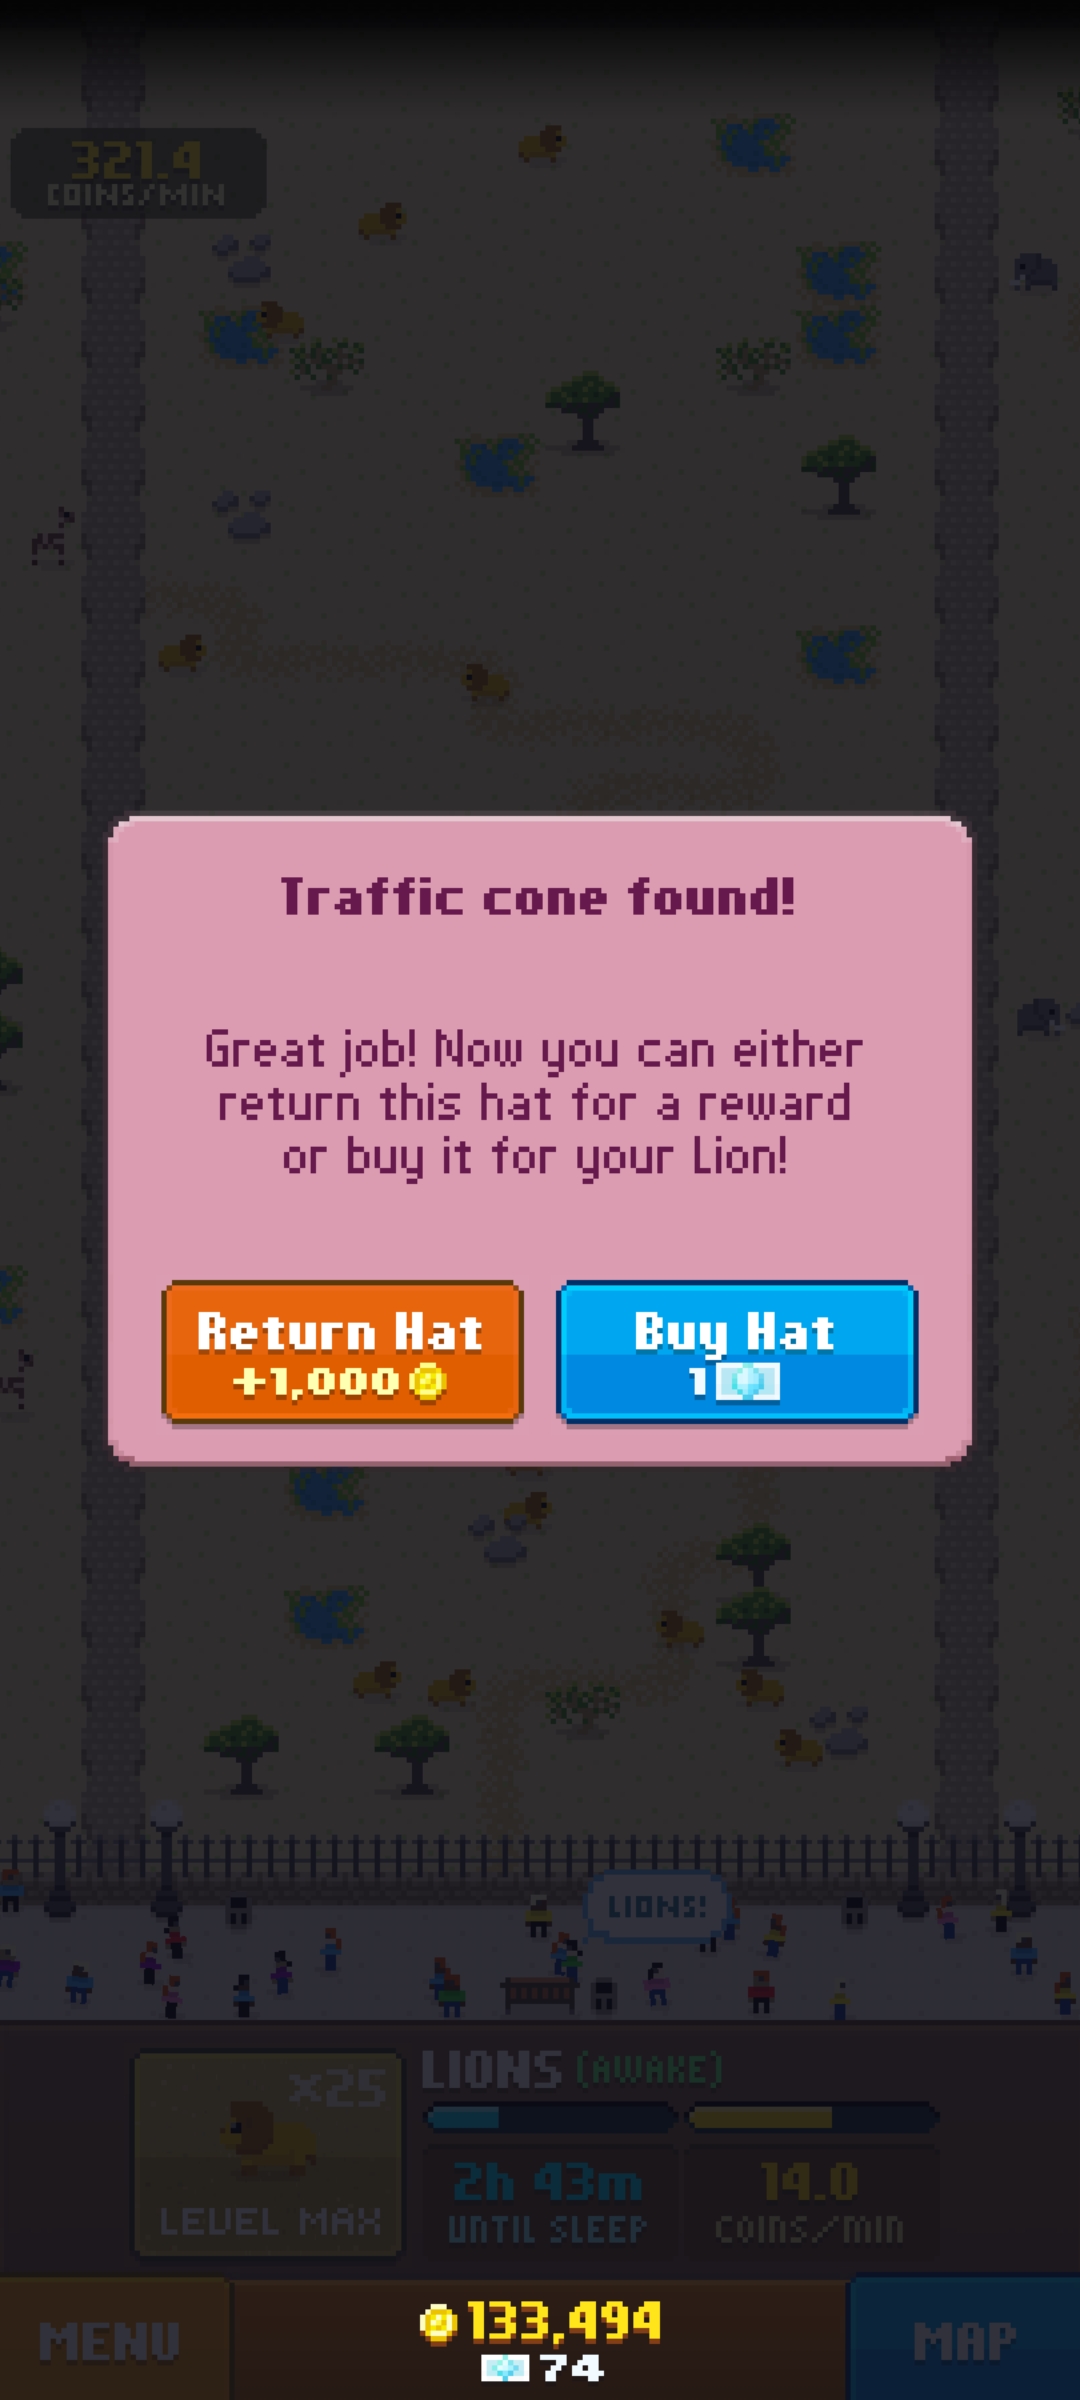 321.4
COINS/MIN
Traffic cone found!
Great job! Now you can either
return this hat for a reward
or buy it for your Lion!
Return Hat
+1,000
Buy Hat
1
LIONS!
x25
LEVEL MAX
LIONS (AWAKE)
2h 43m
UNTIL SLEEP
14.0
COINS/MIN
MENU
133,494
74
MAP